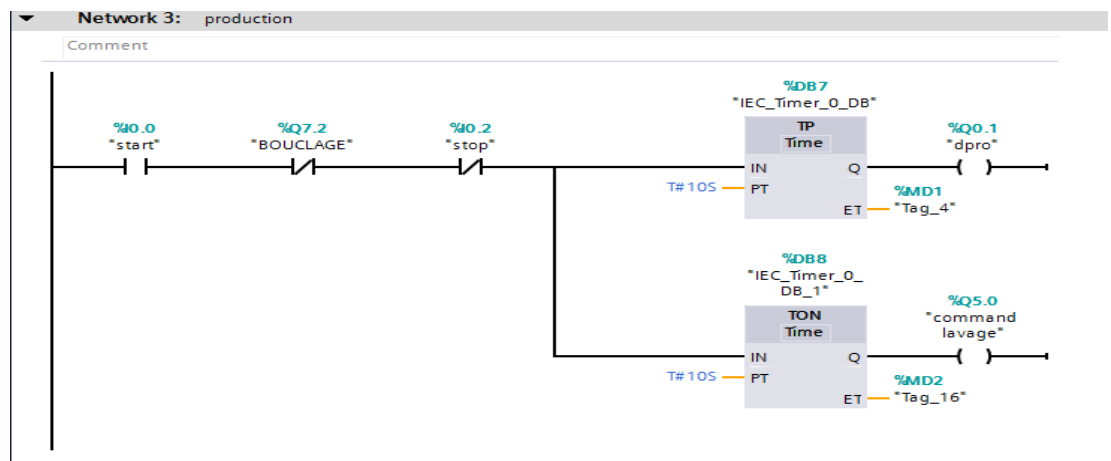 Network 3: production
Comment
%DB7
"IEC_Timer_0_DB"
%I0.0
"start"
%Q7.2
"BOUCLAGE"
%I0.2
"stop"
TP
Time
%Q0.1
"dpro"
IN
Q
T#10S
PT
%MD1
ET
"Tag_4"
%DB8
"IEC_Timer_0_
DB_1"
TON
Time
%Q5.0
"command
lavage"
IN
Q
T#10S
PT
%MD2
ET
"Tag_16"